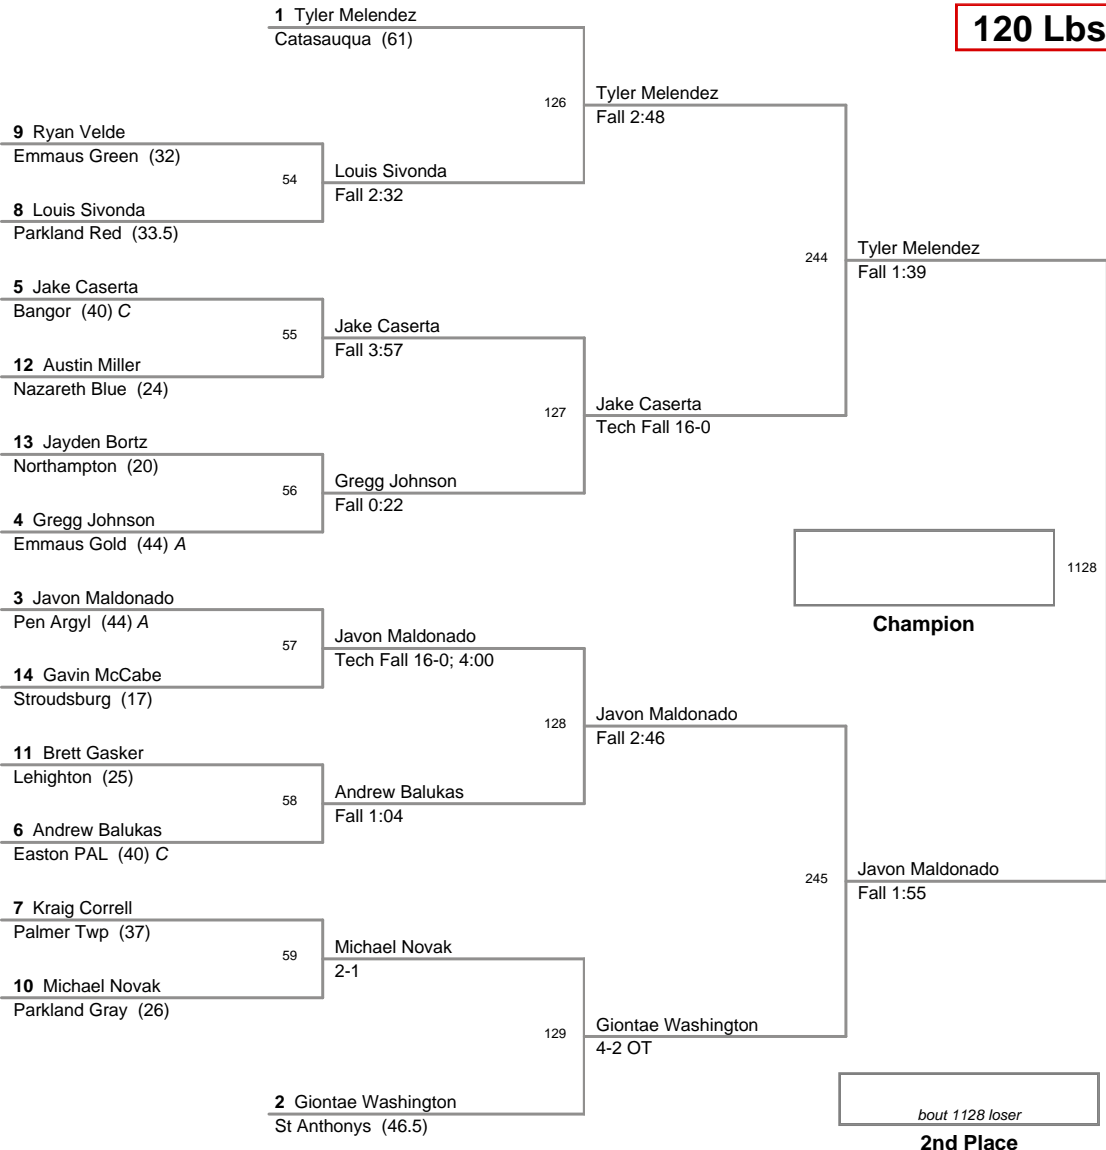 1 Tyler Melendez
Catasauqua (61)
120 Lbs
126
Tyler Melendez
Fall 2:48
9 Ryan Velde
Emmaus Green (32)
54
Louis Sivonda
Fall 2:32
8 Louis Sivonda
Parkland Red (33.5)
244
Tyler Melendez
Fall 1:39
5 Jake Caserta
Bangor (40) C
55
Jake Caserta
Fall 3:57
12 Austin Miller
Nazareth Blue (24)
127
Jake Caserta
Tech Fall 16-0
13 Jayden Bortz
Northampton (20)
56
Gregg Johnson
Fall 0:22
4 Gregg Johnson
Emmaus Gold (44) A
1128
Champion
3 Javon Maldonado
Pen Argyl (44) A
57
Javon Maldonado
Tech Fall 16-0; 4:00
14 Gavin McCabe
Stroudsburg (17)
128
Javon Maldonado
Fall 2:46
11 Brett Gasker
Lehighton (25)
58
Andrew Balukas
Fall 1:04
6 Andrew Balukas
Easton PAL (40) C
245
Javon Maldonado
Fall 1:55
7 Kraig Correll
Palmer Twp (37)
59
Michael Novak
2-1
10 Michael Novak
Parkland Gray (26)
129
Giontae Washington
4-2 OT
2 Giontae Washington
St Anthonys (46.5)
bout 1128 loser
2nd Place